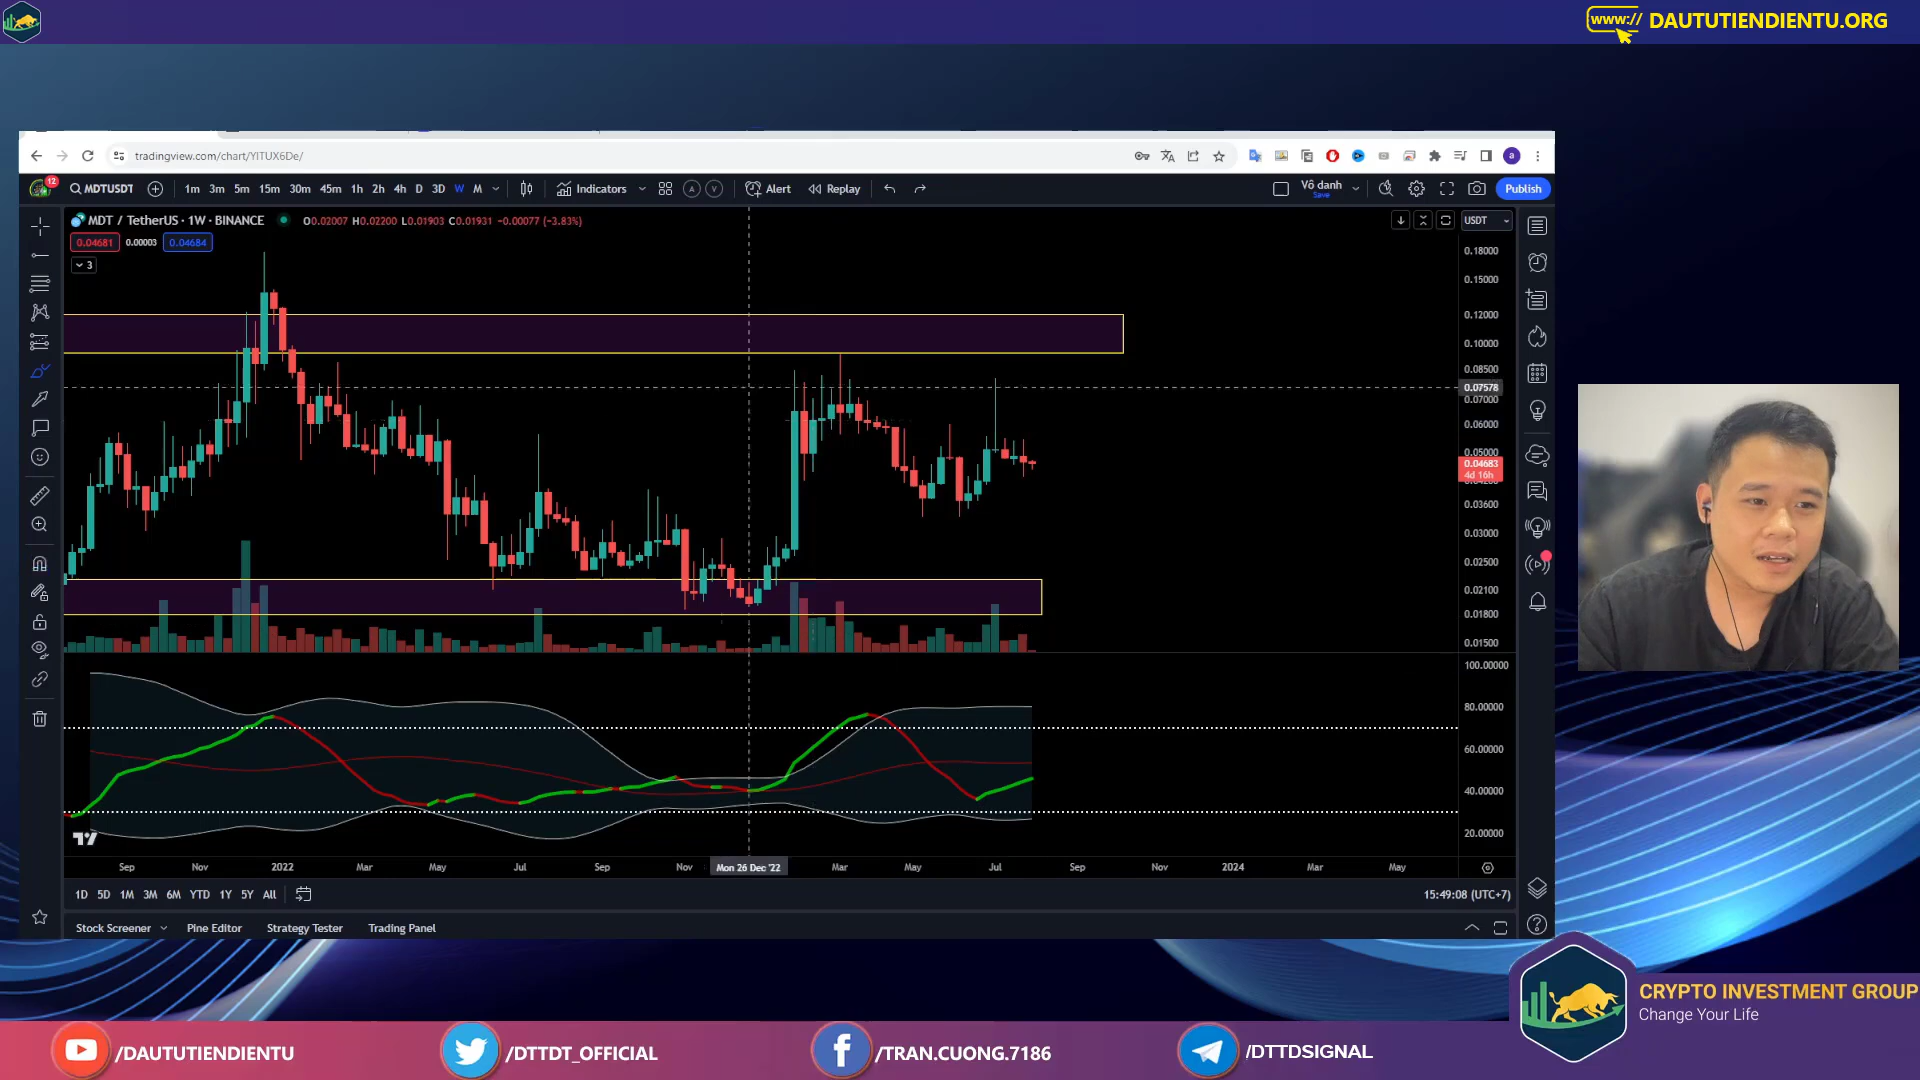 www:// DAUTUTIENDIENTU.ORG
tradingview.com/chart/YITUX6De/
a
12
MDTUSDT 1m 3m 5m 15m 30m 45m 1h 2h 4h D 3D W M Indicators A V Alert Replay Vô danh Save Publish
MDT / TetherUS · 1W · BINANCE O0.02007 H0.02200 L0.01903 C0.01931 -0.00077 (-3.83%) USDT
0.04681 0.00003 0.04684
3
0.18000
0.15000
0.12000
0.10000
0.08500
0.07578
0.07000
0.06000
0.05000
0.04683
4d 16h
0.03600
0.03000
0.02500
0.02100
0.01800
0.01500
100.00000
80.00000
60.00000
40.00000
20.00000
Sep Nov 2022 Mar May Jul Sep Nov Mon 26 Dec '22 Mar May Jul Sep Nov 2024 Mar May
1D 5D 1M 3M 6M YTD 1Y 5Y All 15:49:08 (UTC+7)
Stock Screener Pine Editor Strategy Tester Trading Panel
CRYPTO INVESTMENT GROUP
Change Your Life
/DAUTUTIENDIENTU /DTTDT_OFFICIAL /TRAN.CUONG.7186 /DTTDSIGNAL